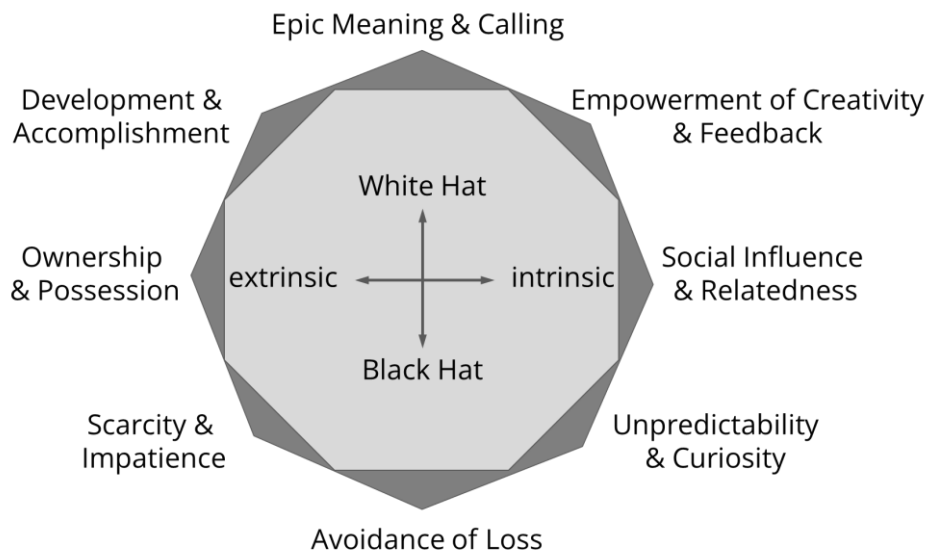 Epic Meaning & Calling
Development &
Accomplishment
Empowerment of Creativity
& Feedback
White Hat
Ownership
& Possession
extrinsic
intrinsic
Social Influence
& Relatedness
Black Hat
Scarcity &
Impatience
Unpredictability
& Curiosity
Avoidance of Loss